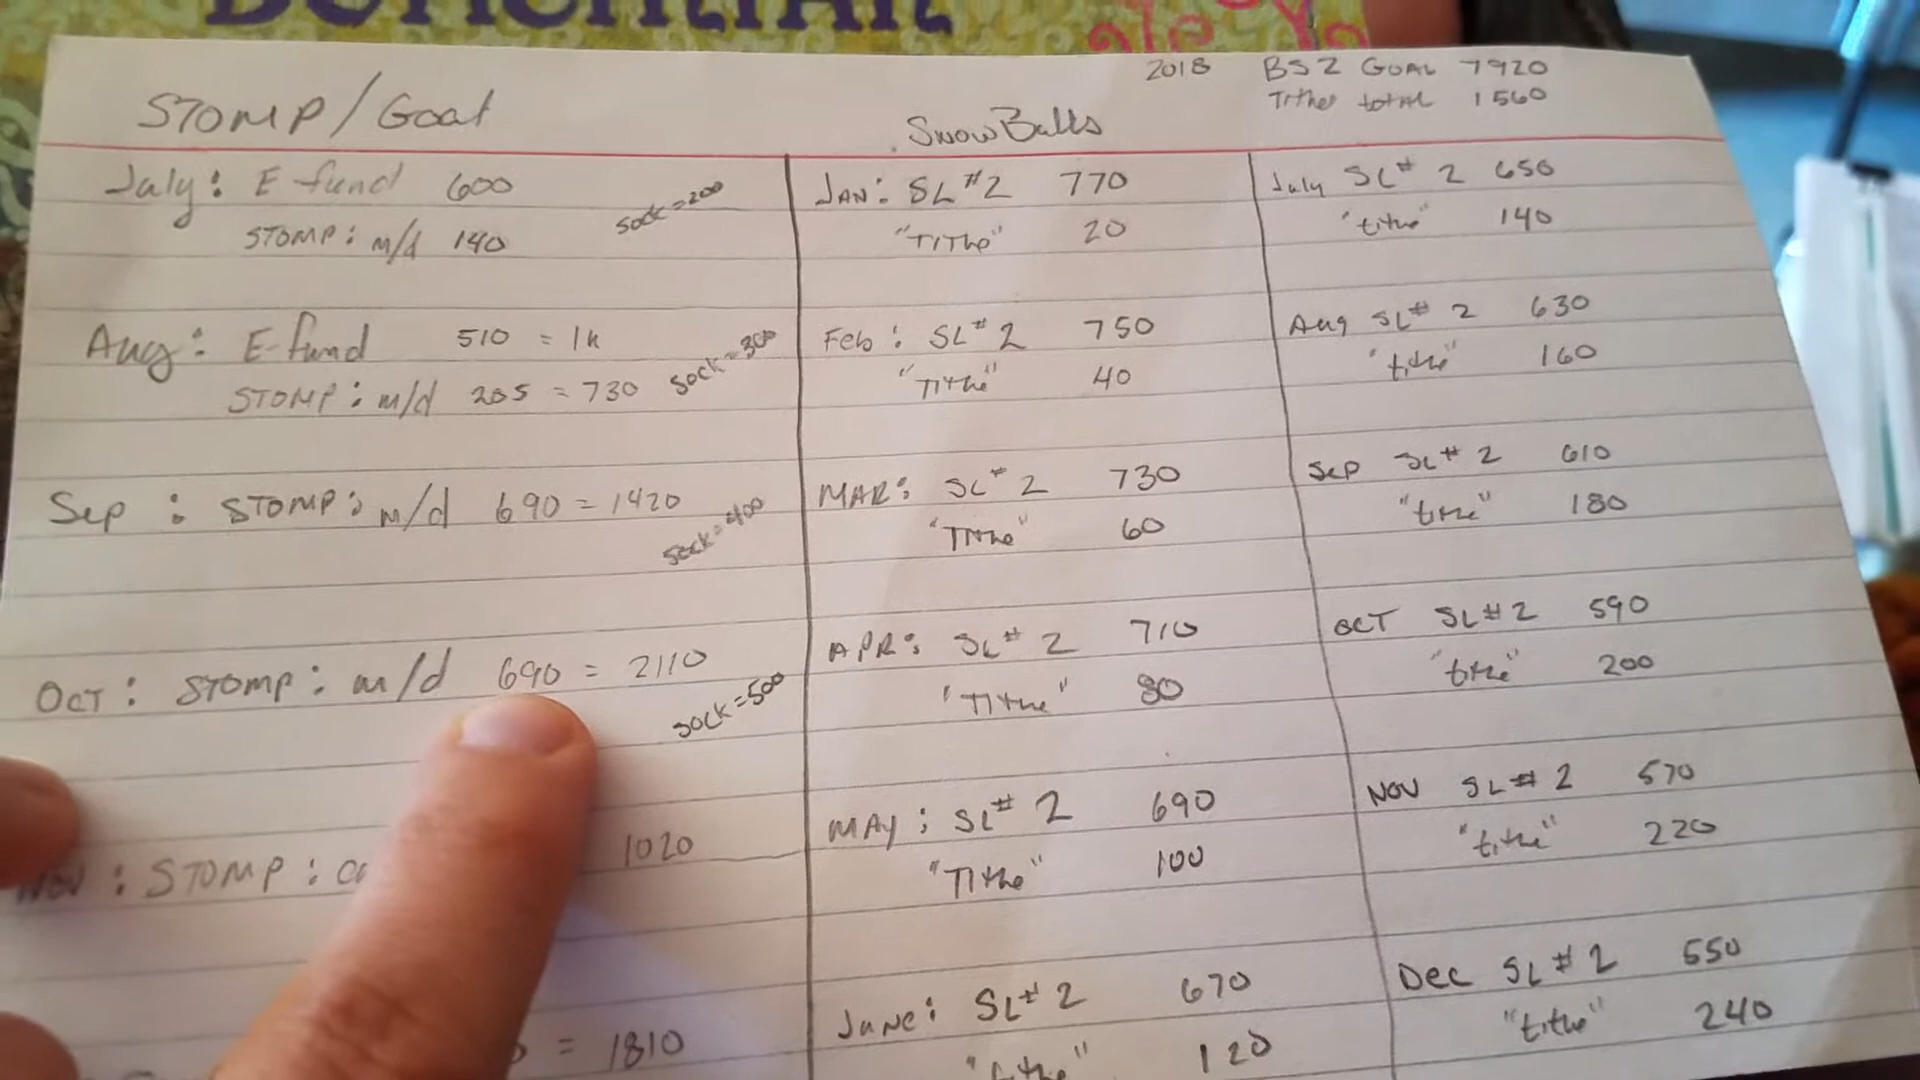 STOMP/Goal
SnowBalls
2018 BS2 GOAL 7920
Tithes total 1560
July: E-fund 600
STOMP: m/d 140
sock=200
Aug: E-fund 510 = 1k
STOMP: m/d 205 = 730
sock=300
Sep : STOMP: m/d 690 = 1420
sock=400
OCT : STOMP: m/d 690 = 2110
sock=500
NOV : STOMP : 1020
= 1810
JAN: SL #2 770
"TITHe" 20
Feb : SL #2 750
"TITHe" 40
MAR: SL #2 730
"TITHe" 60
APR: SL #2 710
"TITHe" 80
MAY : SL #2 690
"TITHe" 100
June: SL #2 670
"tithe" 120
July SL #2 650
"tithe" 140
Aug SL #2 630
"tithe" 160
Sep SL #2 610
"tithe" 180
OCT SL #2 590
"tithe" 200
NOV SL #2 570
"tithe" 220
Dec SL #2 550
"tithe" 240